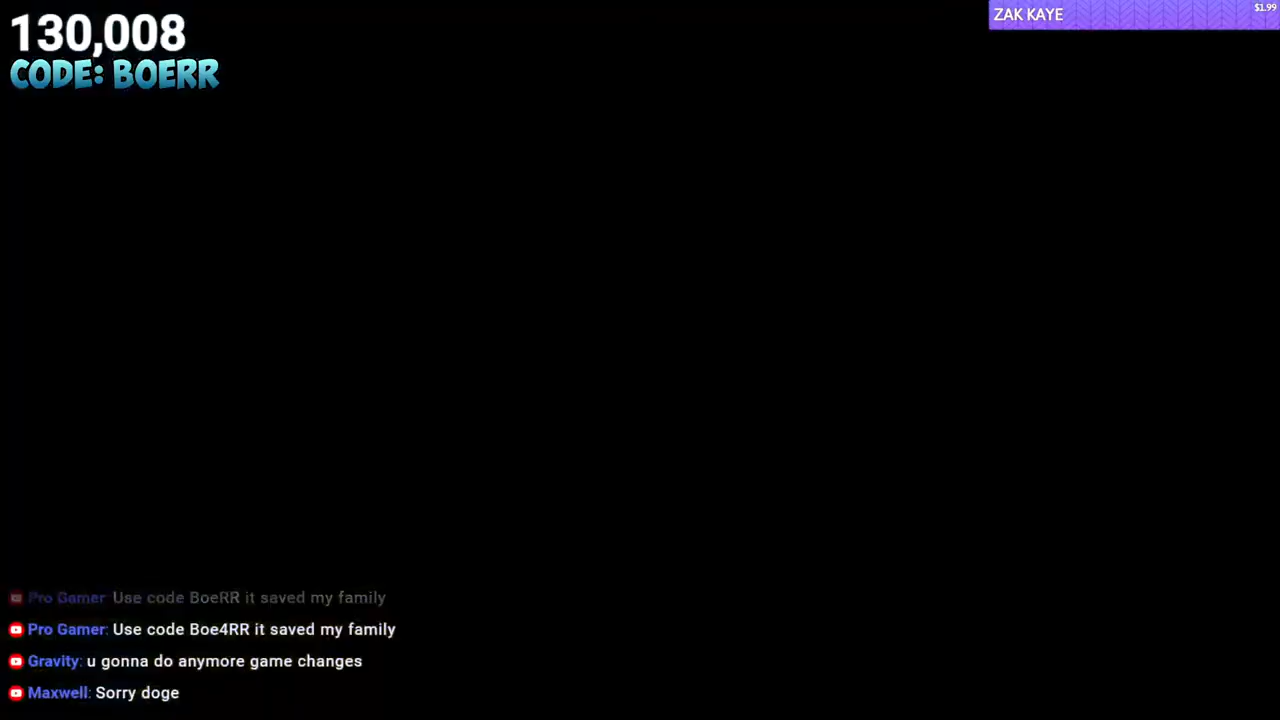 130,008
CODE: BOERR
ZAK KAYE
$1.99
Pro Gamer: Use code BoeRR it saved my family
Pro Gamer: Use code Boe4RR it saved my family
Gravity: u gonna do anymore game changes
Maxwell: Sorry doge